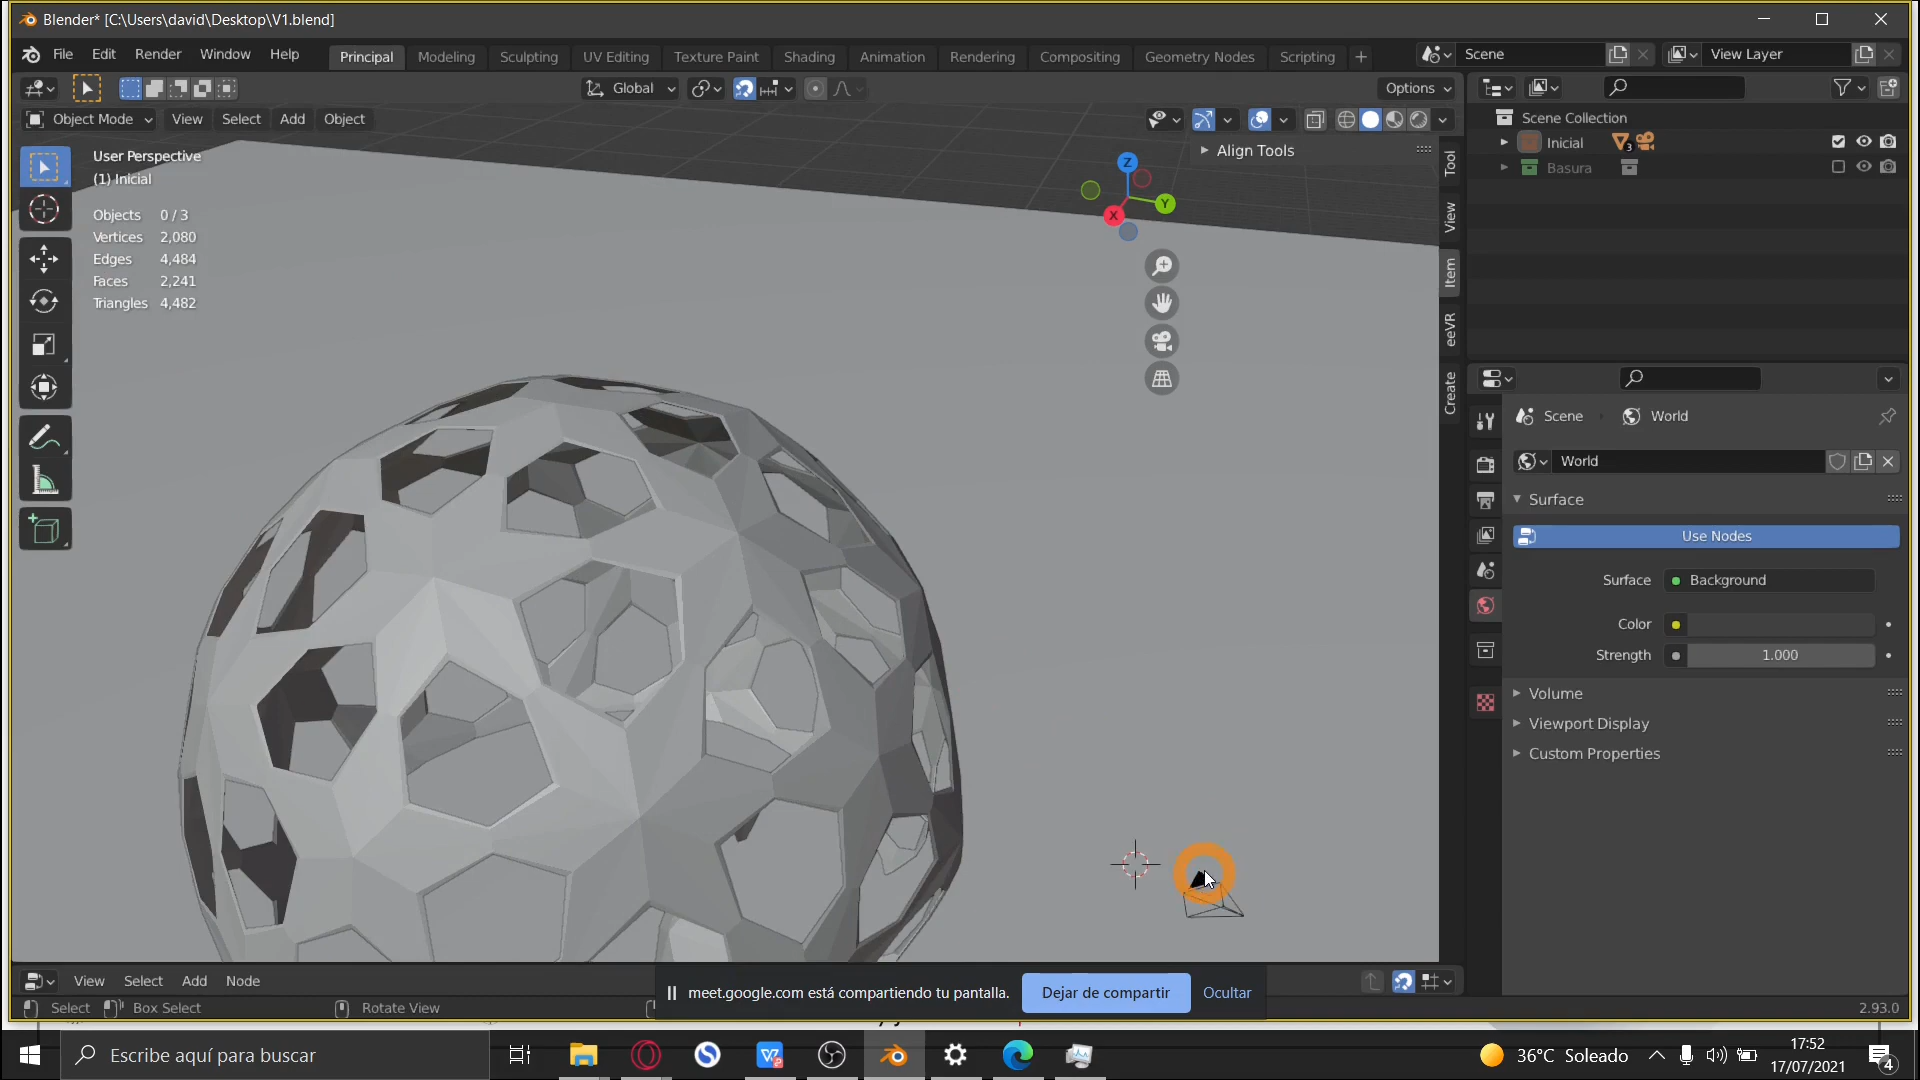 Blender* [C:\Users\david\Desktop\V1.blend]
File Edit Render Window Help Principal Modeling Sculpting UV Editing Texture Paint Shading Animation Rendering Compositing Geometry Nodes Scripting + Scene View Layer
Global Options
Object Mode View Select Add Object
User Perspective
(1) Inicial
Objects 0/3
Vertices 2,080
Edges 4,484
Faces 2,241
Triangles 4,482
Align Tools
Z
Y
X
Tool
View
Item
eeVR
Create
Scene Collection
Inicial 3
Basura
Scene World
World
Surface
Use Nodes
Surface Background
Color
Strength 1.000
Volume
Viewport Display
Custom Properties
View Select Add Node
Select Box Select Rotate View
2.93.0
meet.google.com está compartiendo tu pantalla. Dejar de compartir Ocultar
Escribe aquí para buscar
36°C Soleado
17:52
17/07/2021
4